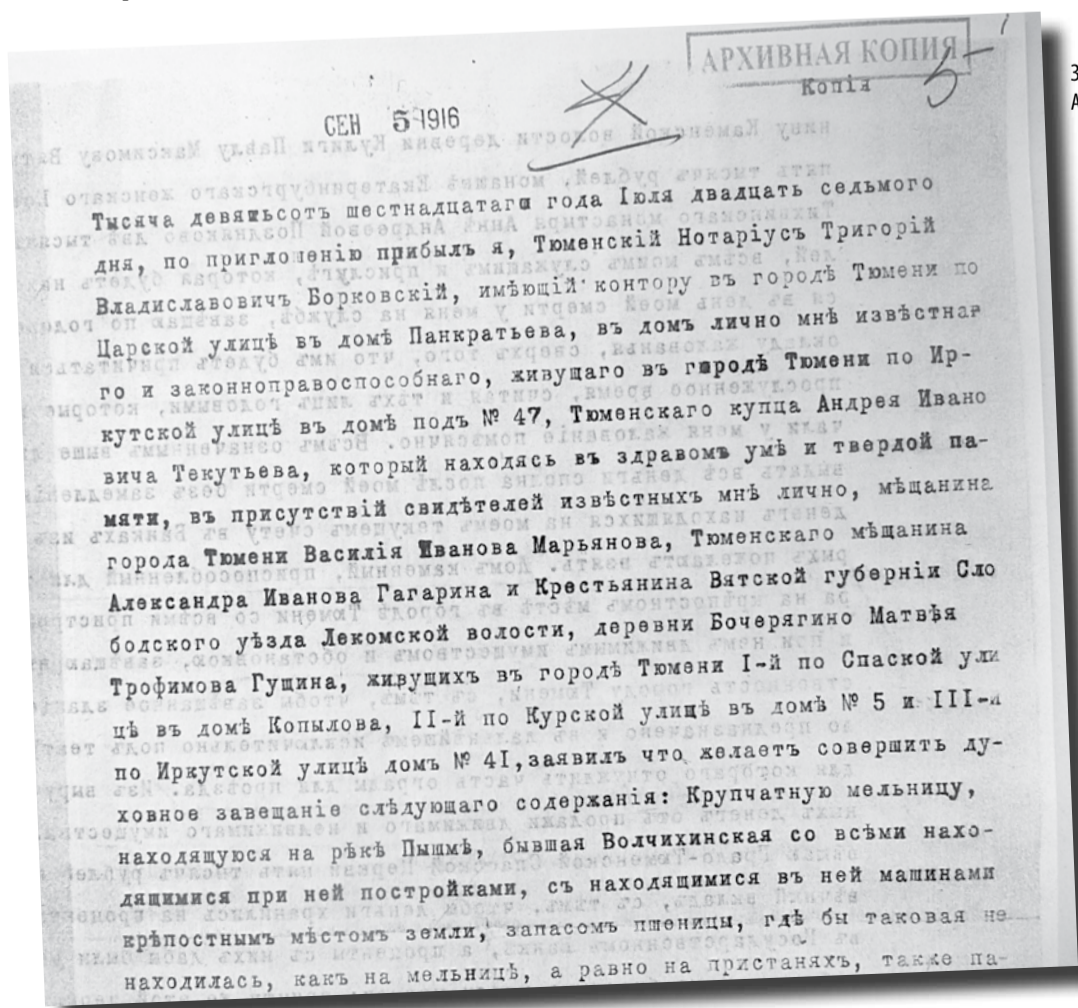 АРХИВНАЯ КОПИЯ
Копія
СЕН 5 1916
Тысяча девятьсотъ шестнадцатаго года Іюля двадцать седьмого
дня, по приглошенію прибылъ я, Тюменскій Нотаріусъ Тригорій
Владиславовичъ Борковскій, имѣющій контору въ городѣ Тюмени по
Царской улицѣ въ домѣ Панкратьева, въ домъ лично мнѣ извѣстна
го и законноправоспособнаго, живущаго въ городѣ Тюмени по Ир-
кутской улицѣ въ домѣ подъ № 47, Тюменскаго купца Андрея Ивано
вича Текутьева, который находясь въ здравомъ умѣ и твердой па-
мяти, въ присутствій свидѣтелей извѣстныхъ мнѣ лично, мѣщанина
города Тюмени Василія Иванова Марьянова, Тюменскаго мѣщанина
Александра Иванова Гагарина и Крестьянина Вятской губерніи Сло
бодского уѣзда Лекомской волости, деревни Бочерягино Матвѣя
Трофимова Гущина, живущихъ въ городѣ Тюмени I-й по Спаской ули
цѣ въ домѣ Копылова, II-й по Курской улицѣ въ домѣ № 5 и III-й
по Иркутской улицѣ домъ № 4I, заявилъ что желаетъ совершить ду-
ховное завещаніе слѣдующаго содержанія: Крупчатную мельницу,
находящуюся на рѣкѣ Пышмѣ, бывшая Волчихинская со всѣми нахо-
дящимися при ней постройками, съ находящимися въ ней машинами
крѣпостнымъ мѣстомъ земли, запасомъ пшеницы, гдѣ бы таковая не
находилась, какъ на мельницѣ, а равно на пристаняхъ, также па-